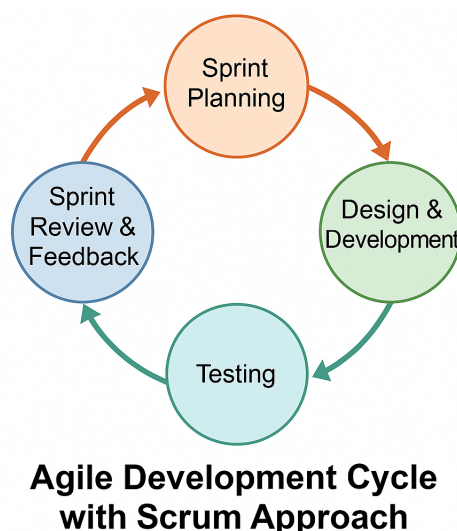 Sprint
Planning
Design &
Development
Testing
Sprint
Review &
Feedback
Agile Development Cycle
with Scrum Approach